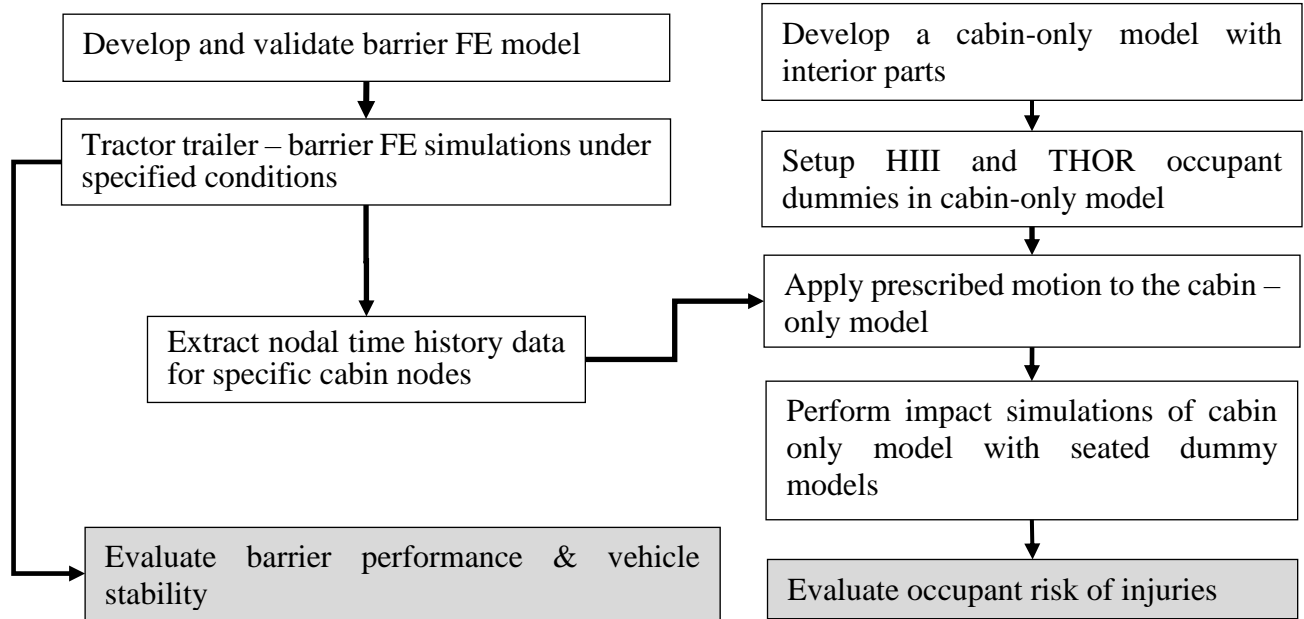 Develop and validate barrier FE model
Tractor trailer – barrier FE simulations under
specified conditions
Extract nodal time history data
for specific cabin nodes
Evaluate barrier performance & vehicle
stability
Develop a cabin-only model with
interior parts
Setup HIII and THOR occupant
dummies in cabin-only model
Apply prescribed motion to the cabin –
only model
Perform impact simulations of cabin
only model with seated dummy
models
Evaluate occupant risk of injuries